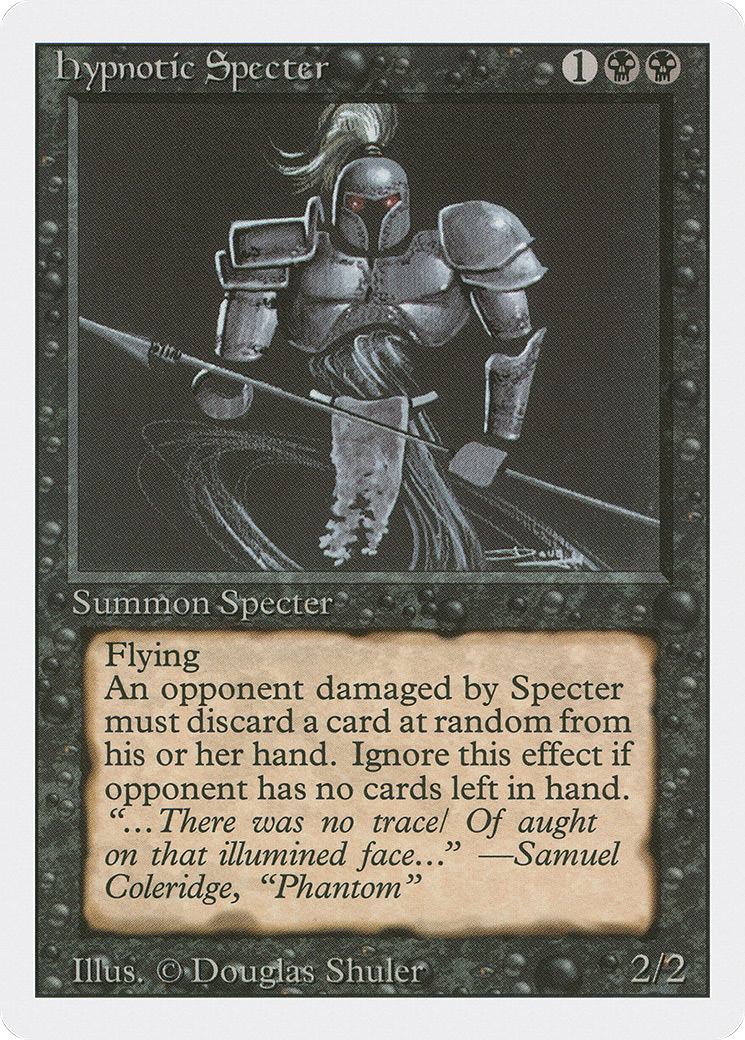 Hypnotic Specter 1
Summon Specter
Flying
An opponent damaged by Specter
must discard a card at random from
his or her hand. Ignore this effect if
opponent has no cards left in hand.
“…There was no trace/ Of aught
on that illumined face…” —Samuel
Coleridge, “Phantom”
Illus. © Douglas Shuler 2/2